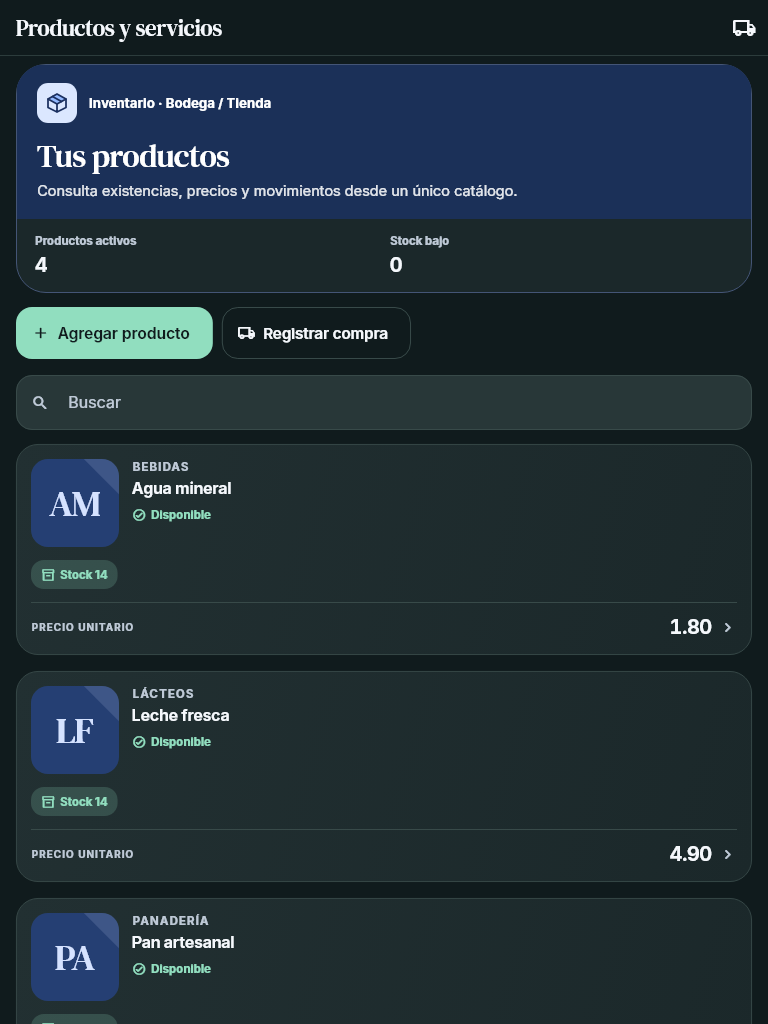 Productos y servicios
Inventario · Bodega / Tienda
Tus productos
Consulta existencias, precios y movimientos desde un único catálogo.
Productos activos
4
Stock bajo
0
Agregar producto
Registrar compra
Buscar
AM
BEBIDAS
Agua mineral
Disponible
Stock 14
PRECIO UNITARIO
1.80
LF
LÁCTEOS
Leche fresca
Disponible
Stock 14
PRECIO UNITARIO
4.90
PA
PANADERÍA
Pan artesanal
Disponible